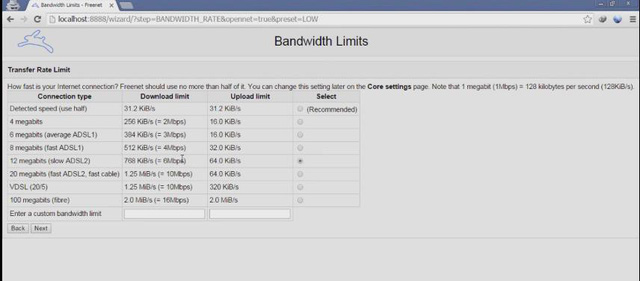 Bandwidth Limits - Freenet
localhost:8888/wizard/?step=BANDWIDTH_RATE&opennet=true&preset=LOW
Bandwidth Limits
Transfer Rate Limit
How fast is your Internet connection? Freenet should use no more than half of it. You can change this setting later on the Core settings page. Note that 1 megabit (1Mbps) = 128 kilobytes per second (128KiB/s).
Connection type Download limit Upload limit Select
Detected speed (use half) 31.2 KiB/s 31.2 KiB/s (Recommended)
4 megabits 256 KiB/s (= 2Mbps) 16.0 KiB/s
6 megabits (average ADSL1) 384 KiB/s (= 3Mbps) 16.0 KiB/s
8 megabits (fast ADSL1) 512 KiB/s (= 4Mbps) 32.0 KiB/s
12 megabits (slow ADSL2) 768 KiB/s (= 6Mbps) 64.0 KiB/s
20 megabits (fast ADSL2, fast cable) 1.25 MiB/s (= 10Mbps) 64.0 KiB/s
VDSL (20/5) 1.25 MiB/s (= 10Mbps) 320 KiB/s
100 megabits (fibre) 2.0 MiB/s (= 16Mbps) 2.0 MiB/s
Enter a custom bandwidth limit
Back Next